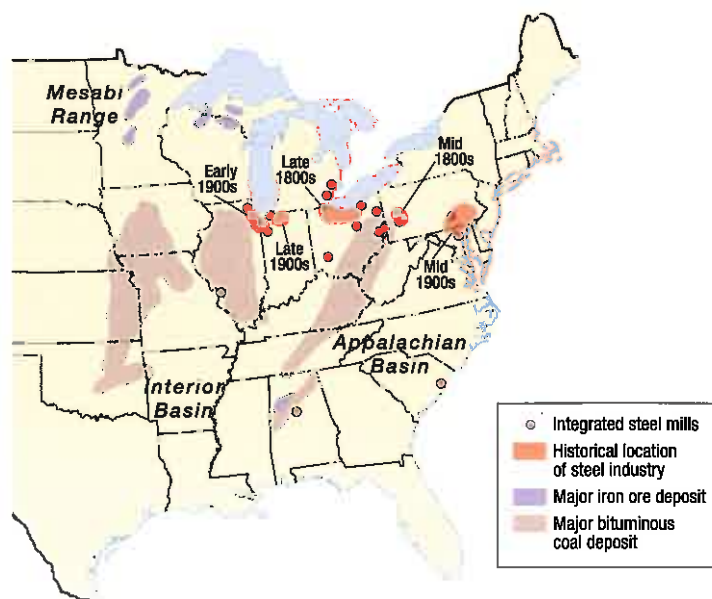 Mesabi
Range
Early
1900s
Late
1800s
Mid
1800s
Late
1900s
Mid
1900s
Appalachian
Basin
Interior
Basin
Integrated steel mills
Historical location
of steel industry
Major iron ore deposit
Major bituminous
coal deposit